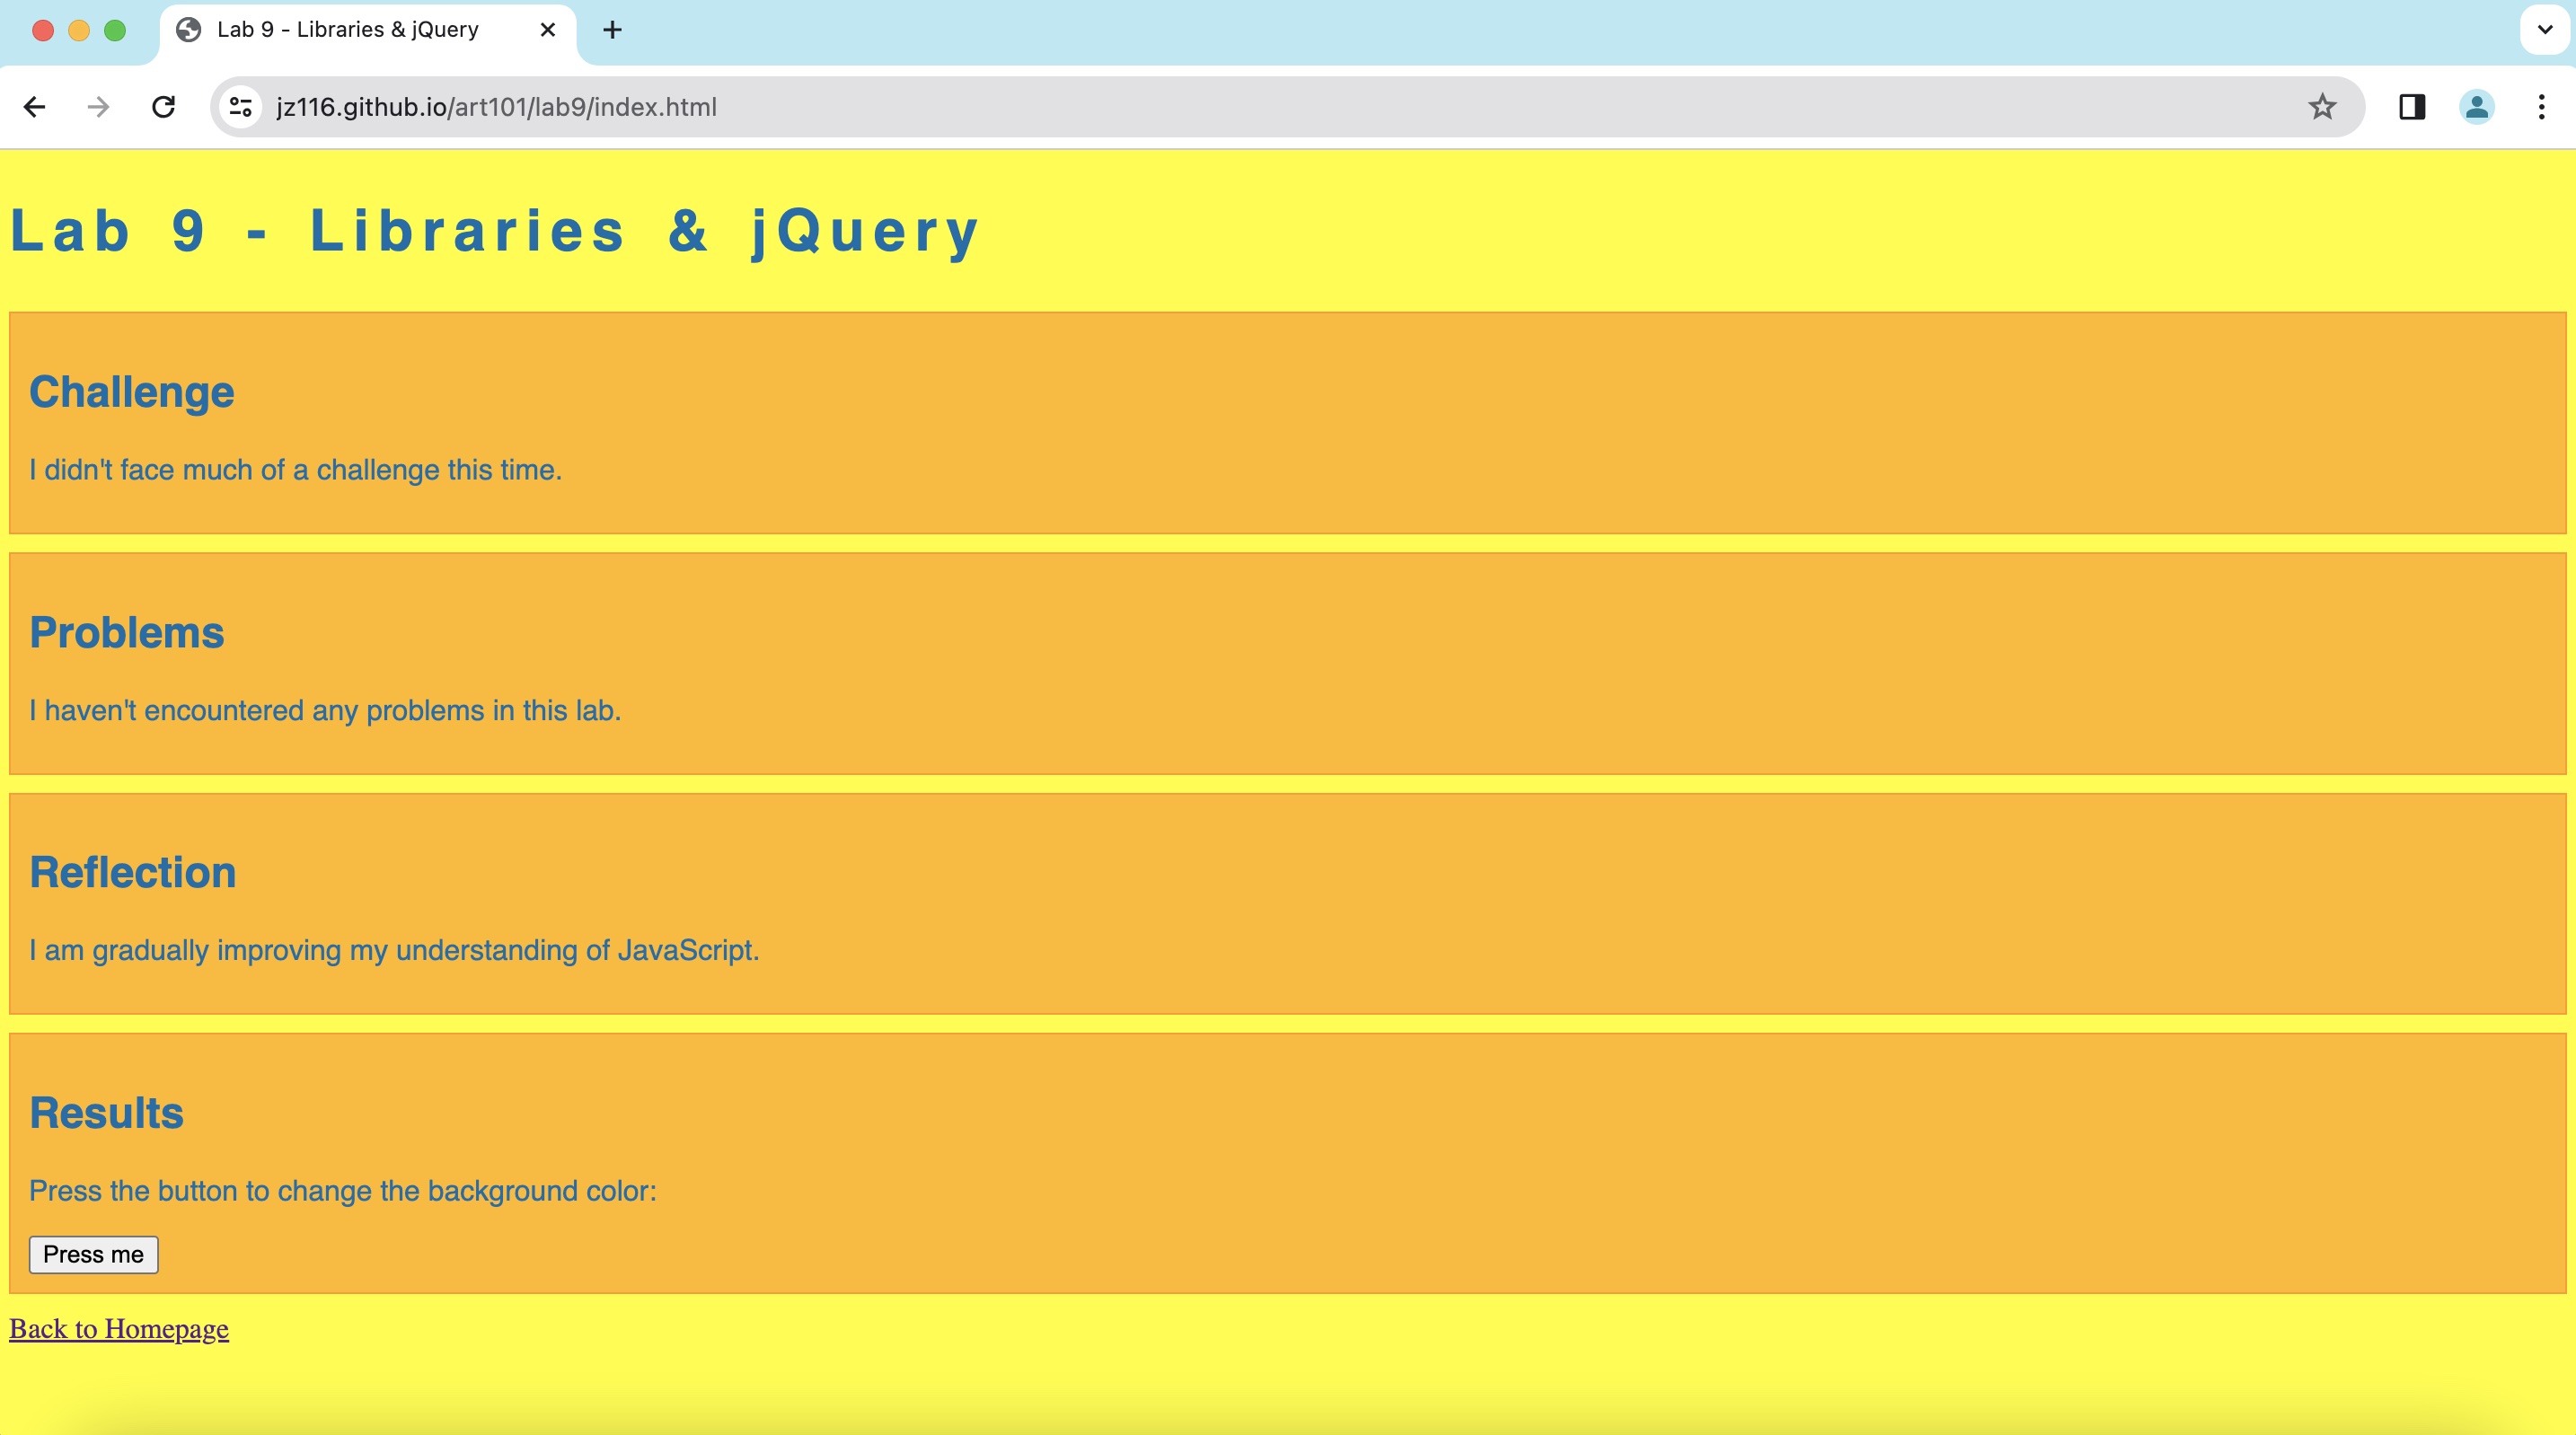 Lab 9 - Libraries & jQuery
jz116.github.io/art101/lab9/index.html
Lab 9 - Libraries & jQuery
Challenge
I didn't face much of a challenge this time.
Problems
I haven't encountered any problems in this lab.
Reflection
I am gradually improving my understanding of JavaScript.
Results
Press the button to change the background color:
Press me
Back to Homepage